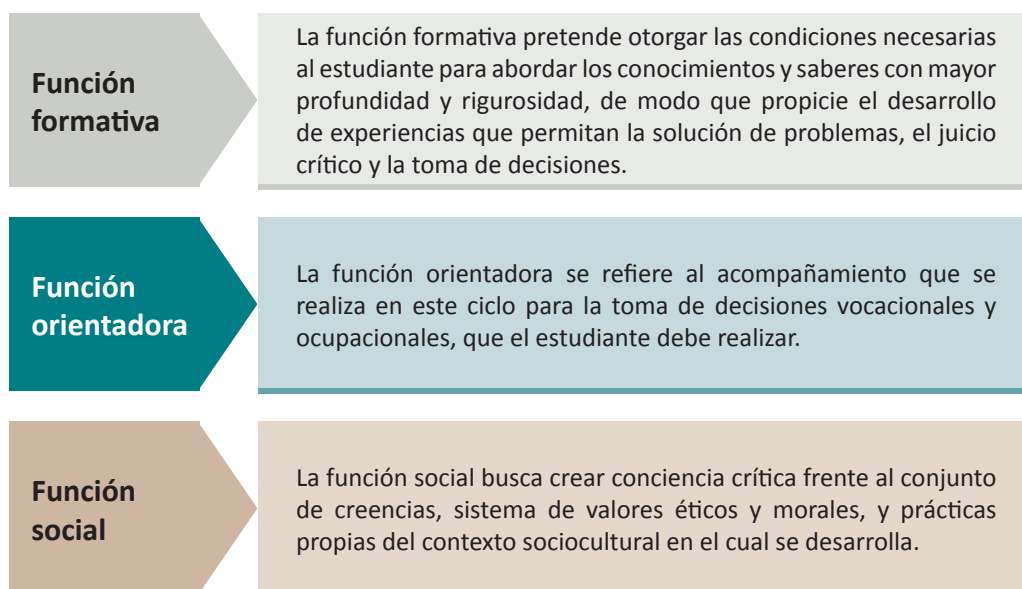 Función
formativa
La función formativa pretende otorgar las condiciones necesarias
al estudiante para abordar los conocimientos y saberes con mayor
profundidad y rigurosidad, de modo que propicie el desarrollo
de experiencias que permitan la solución de problemas, el juicio
crítico y la toma de decisiones.
Función
orientadora
La función orientadora se refiere al acompañamiento que se
realiza en este ciclo para la toma de decisiones vocacionales y
ocupacionales, que el estudiante debe realizar.
Función
social
La función social busca crear conciencia crítica frente al conjunto
de creencias, sistema de valores éticos y morales, y prácticas
propias del contexto sociocultural en el cual se desarrolla.